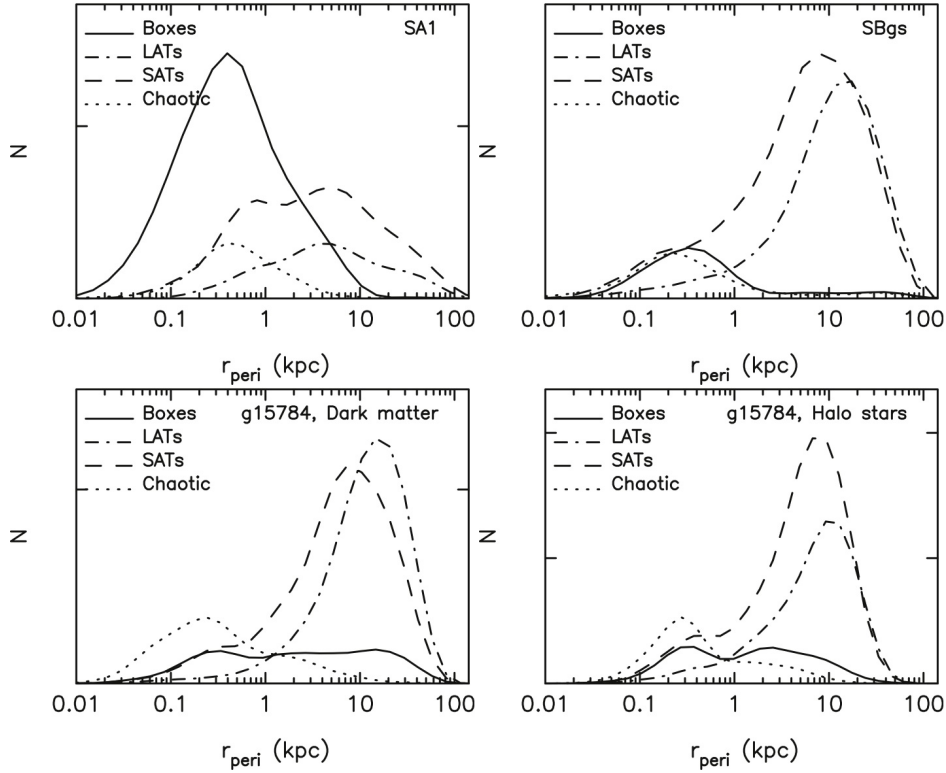 Boxes
LATs
SATs
Chaotic
SA1
N
0.01 0.1 1 10 100
r_peri (kpc)
Boxes
LATs
SATs
Chaotic
SBgs
N
0.01 0.1 1 10 100
r_peri (kpc)
Boxes
LATs
SATs
Chaotic
g15784, Dark matter
N
0.01 0.1 1 10 100
r_peri (kpc)
Boxes
LATs
SATs
Chaotic
g15784, Halo stars
N
0.01 0.1 1 10 100
r_peri (kpc)